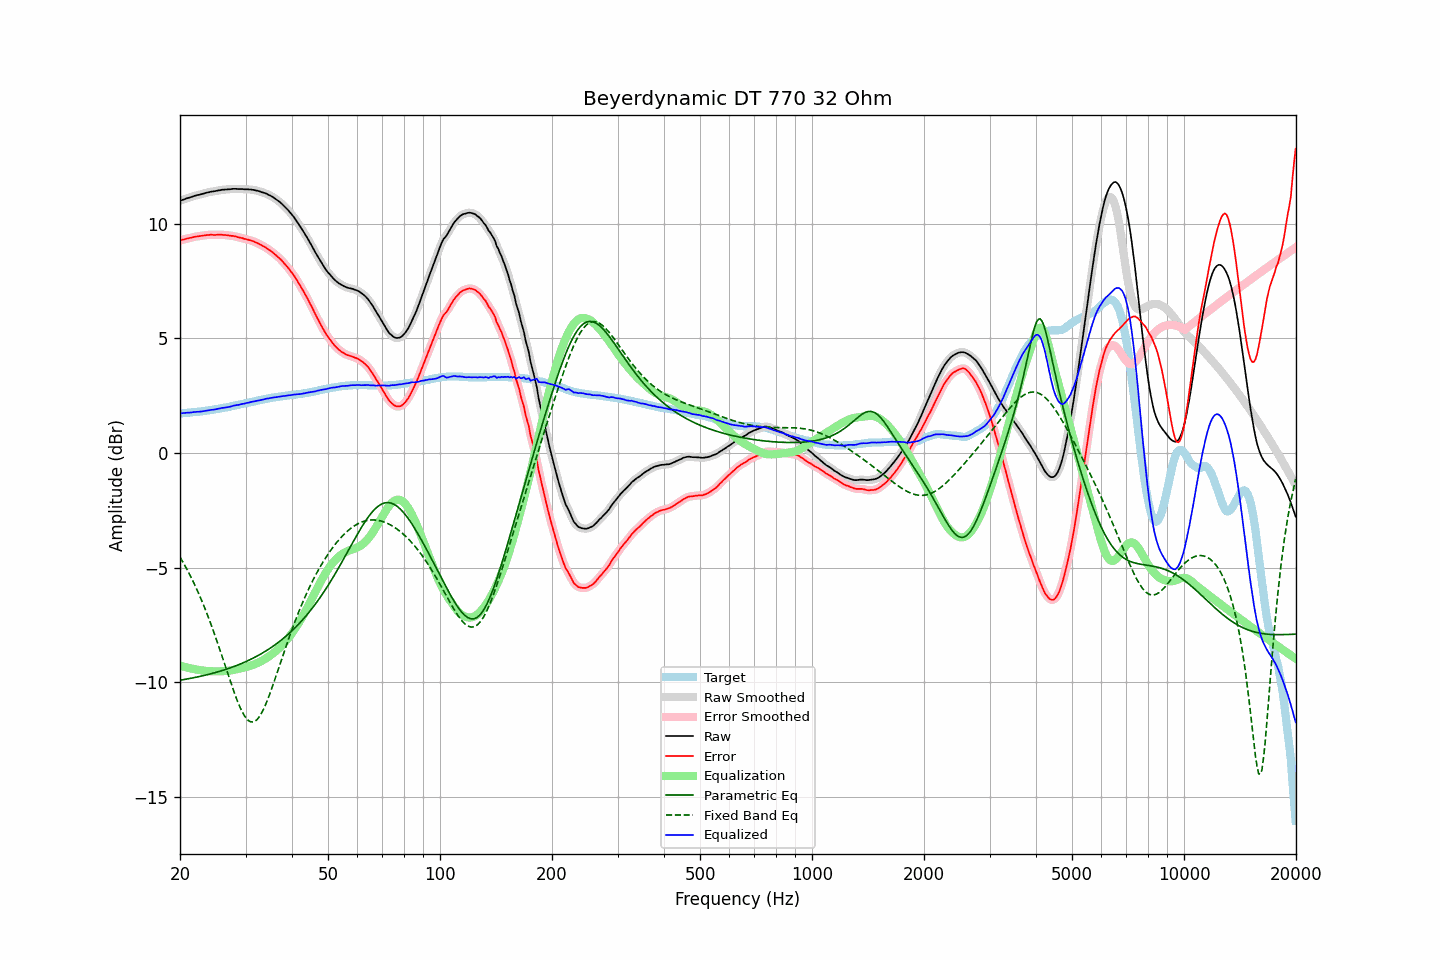 Beyerdynamic DT 770 32 Ohm
Amplitude (dBr)
10
5
0
−5
−10
−15
Target
Raw Smoothed
Error Smoothed
Raw
Error
Equalization
Parametric Eq
Fixed Band Eq
Equalized
20 50 100 200 500 1000 2000 5000 10000 20000
Frequency (Hz)